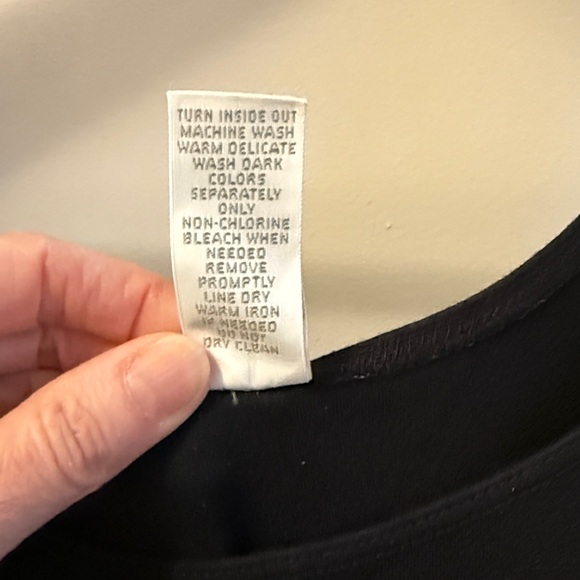 TURN INSIDE OUT
MACHINE WASH
WARM DELICATE
WASH DARK
COLORS
SEPARATELY
ONLY
NON-CHLORINE
BLEACH WHEN
NEEDED
REMOVE
PROMPTLY
LINE DRY
WARM IRON
IF NEEDED
DO NOT
DRY CLEAN